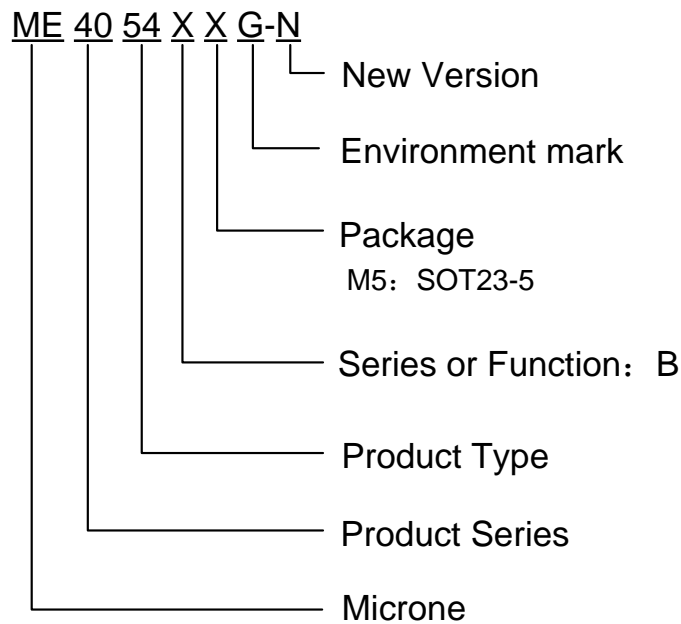 ME 40 54 X X G-N
New Version
Environment mark
Package
M5：SOT23-5
Series or Function：B
Product Type
Product Series
Microne